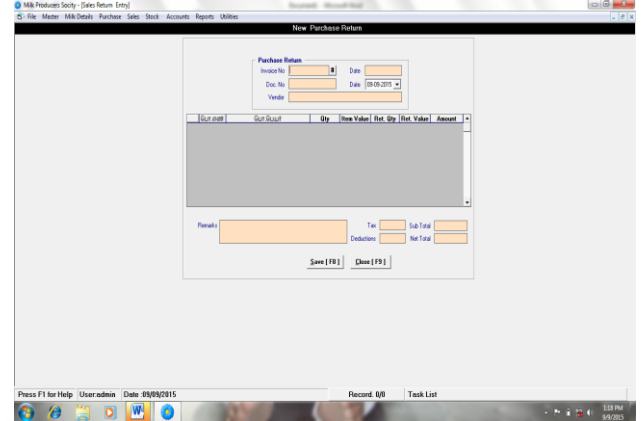 Milk Producers Socity - [Sales Return Entry]
File Master Milk Details Purchase Sales Stock Accounts Reports Utilities
New Purchase Return
Purchase Return
Invoice No Date
Doc. No Date 09-09-2015
Vendor
Qty Item Value Ret. Qty Ret. Value Amount
Remarks Tax Sub Total
Deductions Net Total
Save [ F8 ] Close [ F9 ]
Press F1 for Help User:admin Date :09/09/2015 Record. 0/0 Task List
3:18 PM
9/9/2015